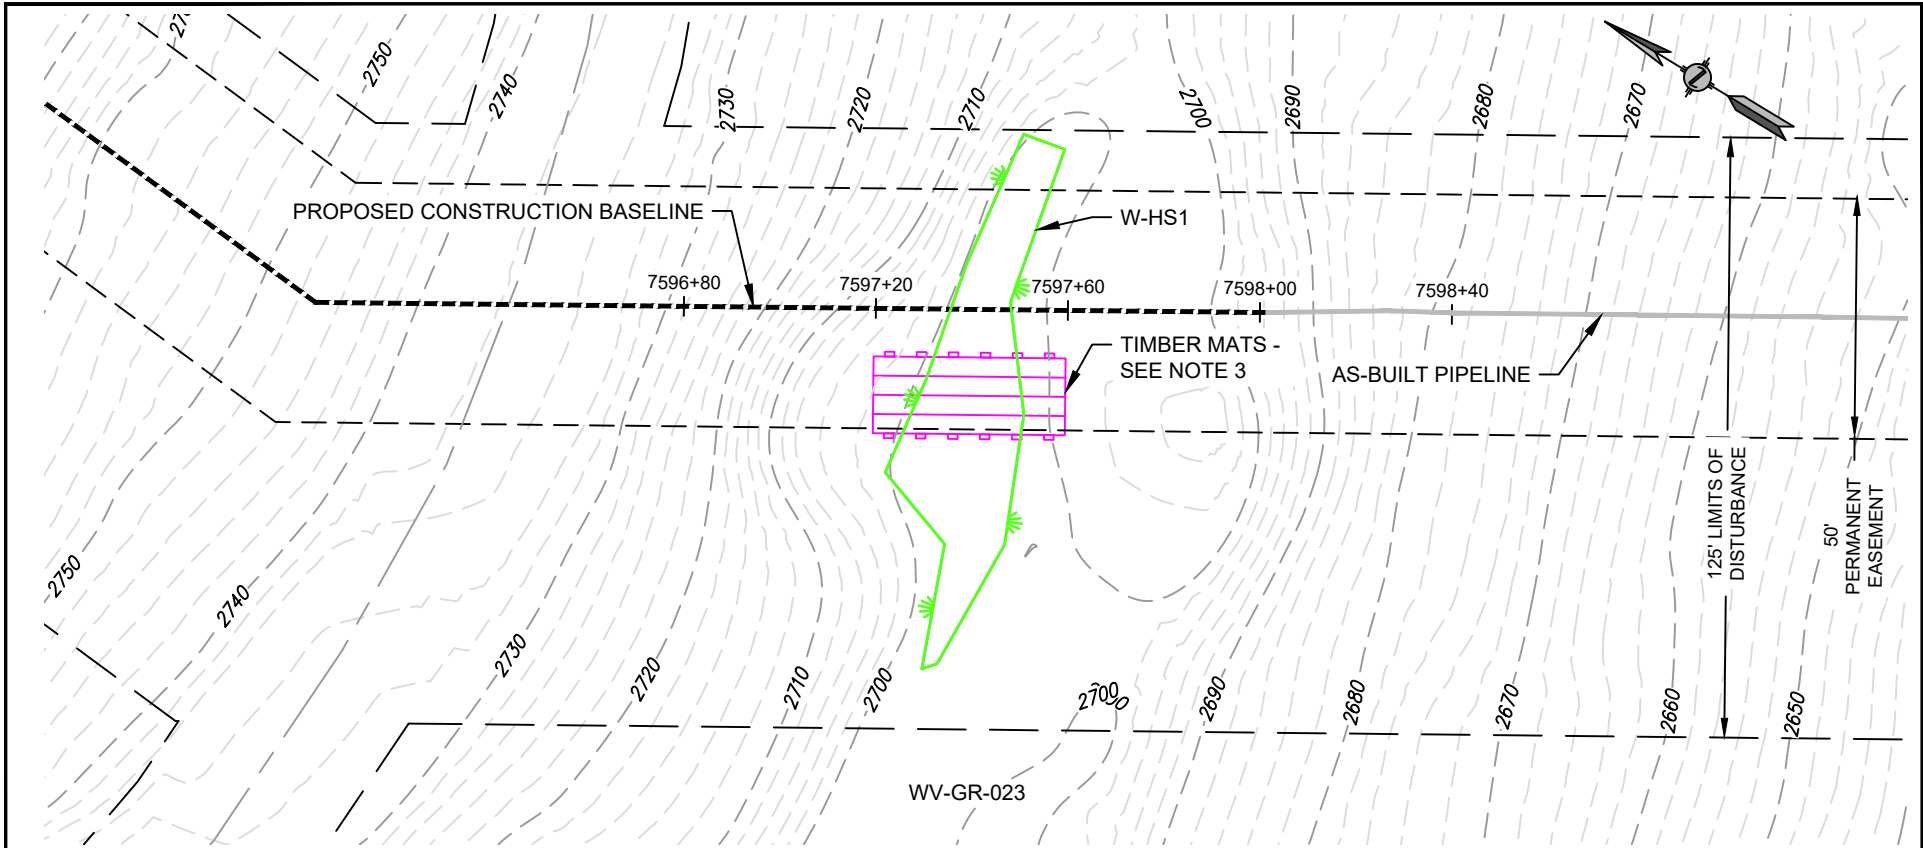 2750
2740
2730
2720
2710
2700
2690
2680
2670
PROPOSED CONSTRUCTION BASELINE
W-HS1
7596+80
7597+20
7597+60
7598+00
7598+40
TIMBER MATS -
SEE NOTE 3
AS-BUILT PIPELINE
125' LIMITS OF
DISTURBANCE
50'
PERMANENT
EASEMENT
2750
2740
2730
2720
2710
2700
2700
2690
2680
2670
2660
2650
WV-GR-023